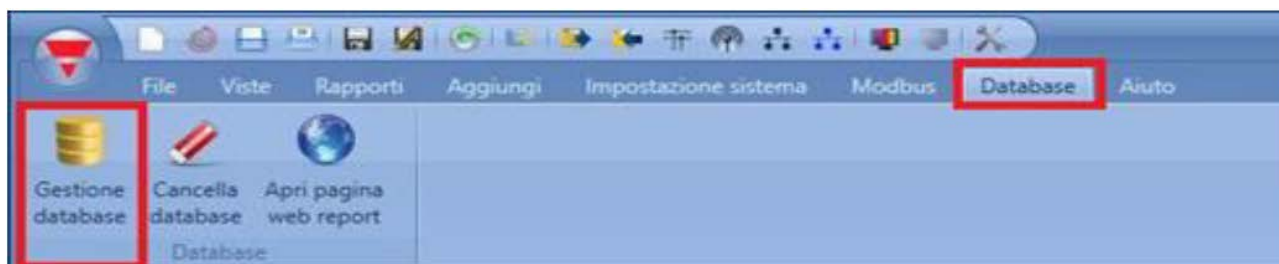 File Viste Rapporti Aggiungi Impostazione sistema Modbus Database Aiuto
Gestione Cancella Apri pagina
database database web report
Database